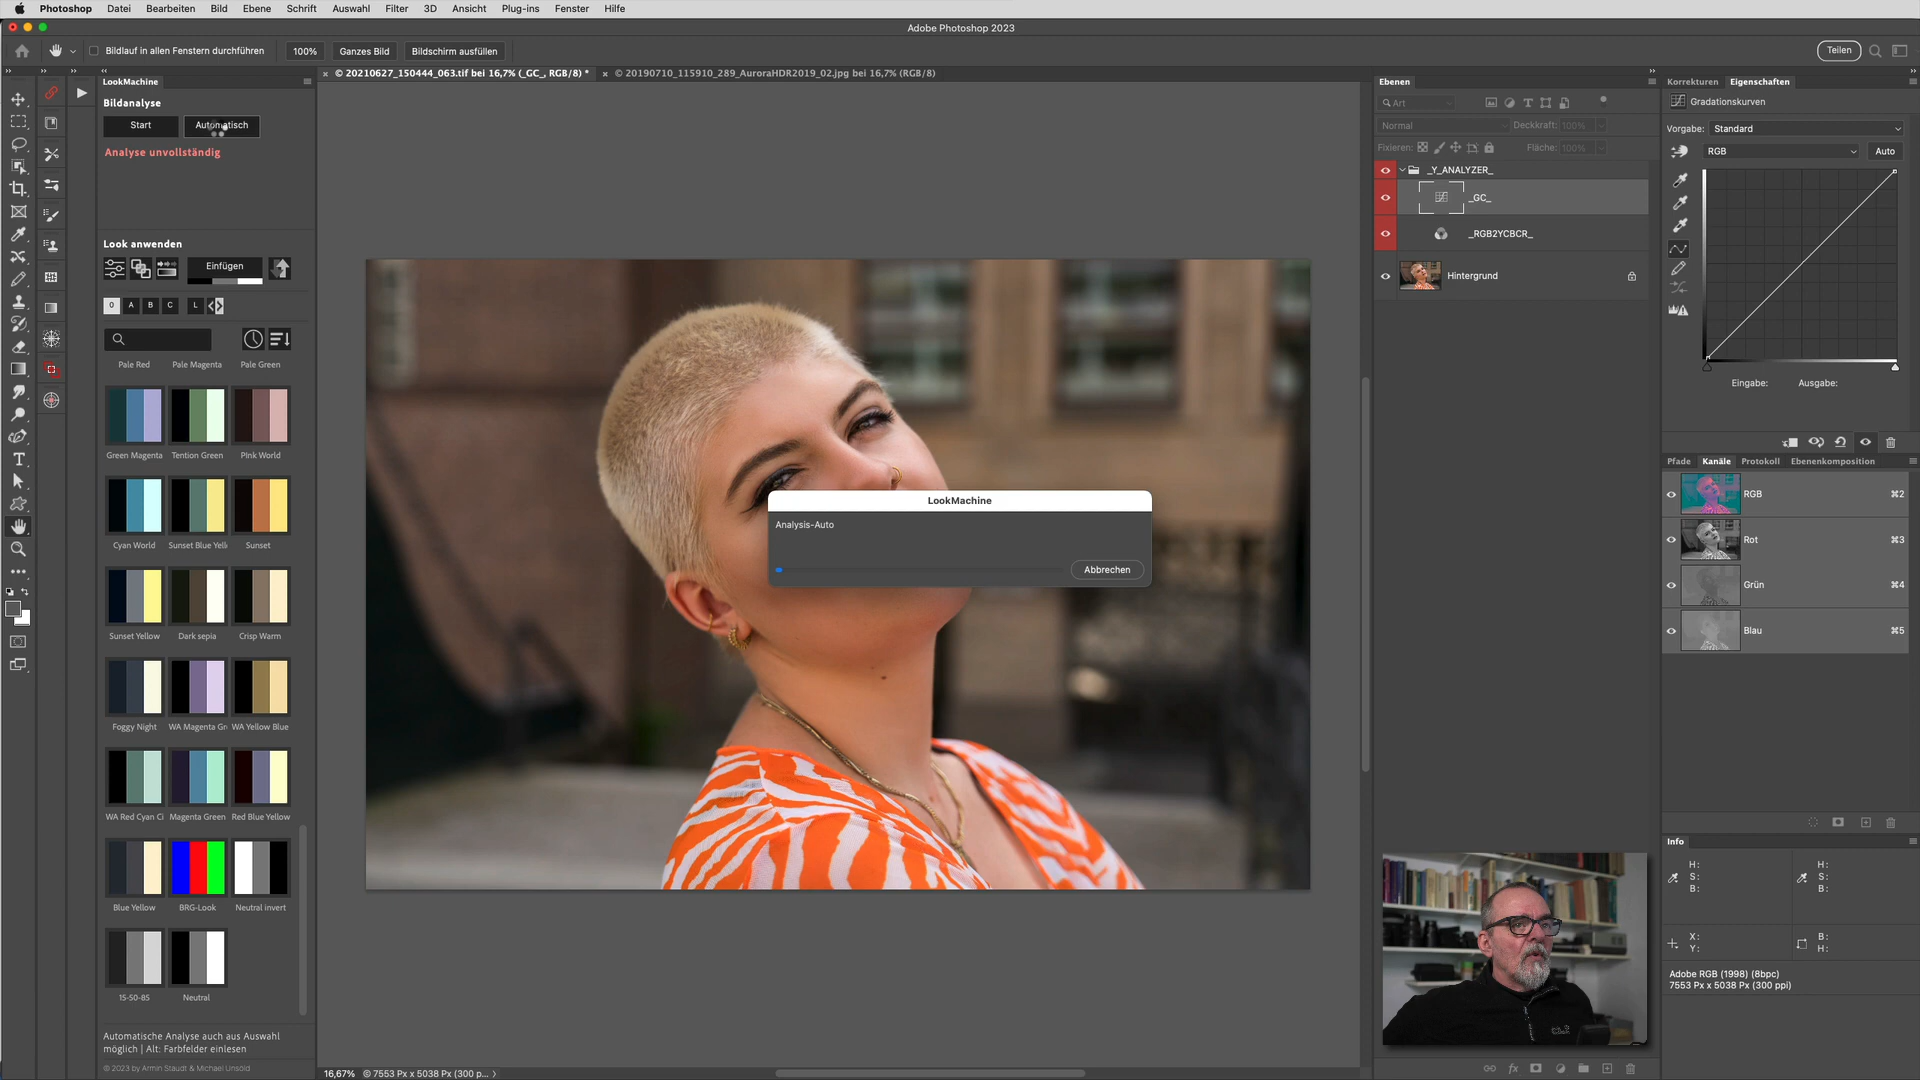 Photoshop Datei Bearbeiten Bild Ebene Schrift Auswahl Filter 3D Ansicht Plug-ins Fenster Hilfe
Adobe Photoshop 2023
Bildlauf in allen Fenstern durchführen 100% Ganzes Bild Bildschirm ausfüllen Teilen
LookMachine
× © 20210627_150444_063.tif bei 16,7% (_GC_, RGB/8) *
× © 20190710_115910_289_AuroraHDR2019_02.jpg bei 16,7% (RGB/8)
Bildanalyse
Start Automatisch
Analyse unvollständig
Look anwenden
Einfügen
0 A B C L
Pale Red Pale Magenta Pale Green
Green Magenta Tention Green Pink World
Cyan World Sunset Blue Yell Sunset
Sunset Yellow Dark sepia Crisp Warm
Foggy Night WA Magenta Gr WA Yellow Blue
WA Red Cyan Ci Magenta Green Red Blue Yellow
Blue Yellow BRG-Look Neutral invert
15-50-85 Neutral
Automatische Analyse auch aus Auswahl
möglich | Alt: Farbfelder einlesen
© 2023 by Armin Staudt & Michael Unsöld
LookMachine
Analysis-Auto
Abbrechen
16,67% © 7553 Px x 5038 Px (300 p...
Ebenen
Art
Normal Deckkraft: 100%
Fixieren: Fläche: 100%
_Y_ANALYZER_
_GC_
_RGB2YCBCR_
Hintergrund
fx
Korrekturen Eigenschaften
Gradationskurven
Vorgabe: Standard
RGB Auto
Eingabe: Ausgabe:
Pfade Kanäle Protokoll Ebenenkomposition
RGB ⌘2
Rot ⌘3
Grün ⌘4
Blau ⌘5
Info
H: H:
S: S:
B: B:
X: B:
Y: H:
Adobe RGB (1998) (8bpc)
7553 Px x 5038 Px (300 ppi)